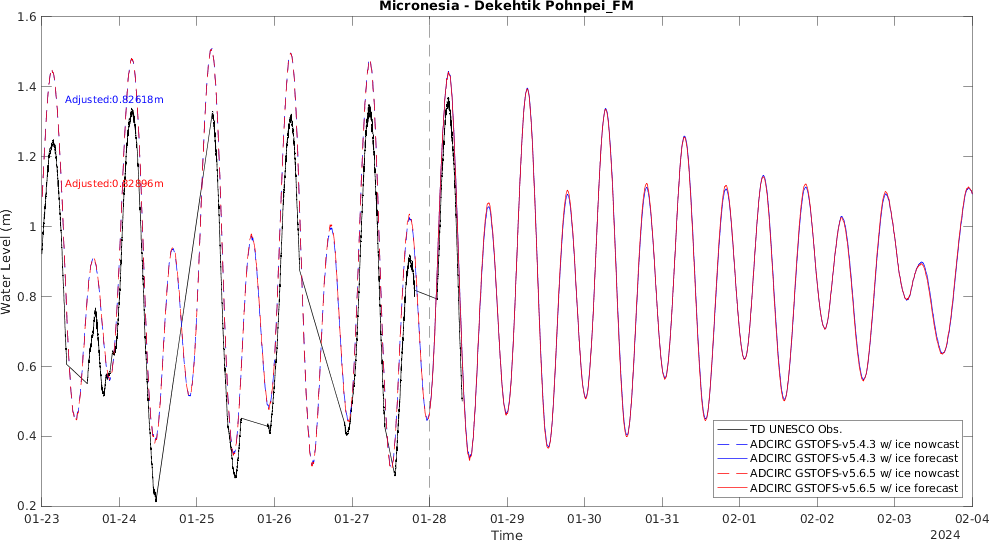 Micronesia - Dekehtik Pohnpei_FM
1.6
1.4
1.2
1
0.8
0.6
0.4
0.2
Water Level (m)
Adjusted:0.82618m
Adjusted:0.82896m
TD UNESCO Obs.
ADCIRC GSTOFS-v5.4.3 w/ ice nowcast
ADCIRC GSTOFS-v5.4.3 w/ ice forecast
ADCIRC GSTOFS-v5.6.5 w/ ice nowcast
ADCIRC GSTOFS-v5.6.5 w/ ice forecast
01-23 01-24 01-25 01-26 01-27 01-28 01-29 01-30 01-31 02-01 02-02 02-03 02-04
Time
2024